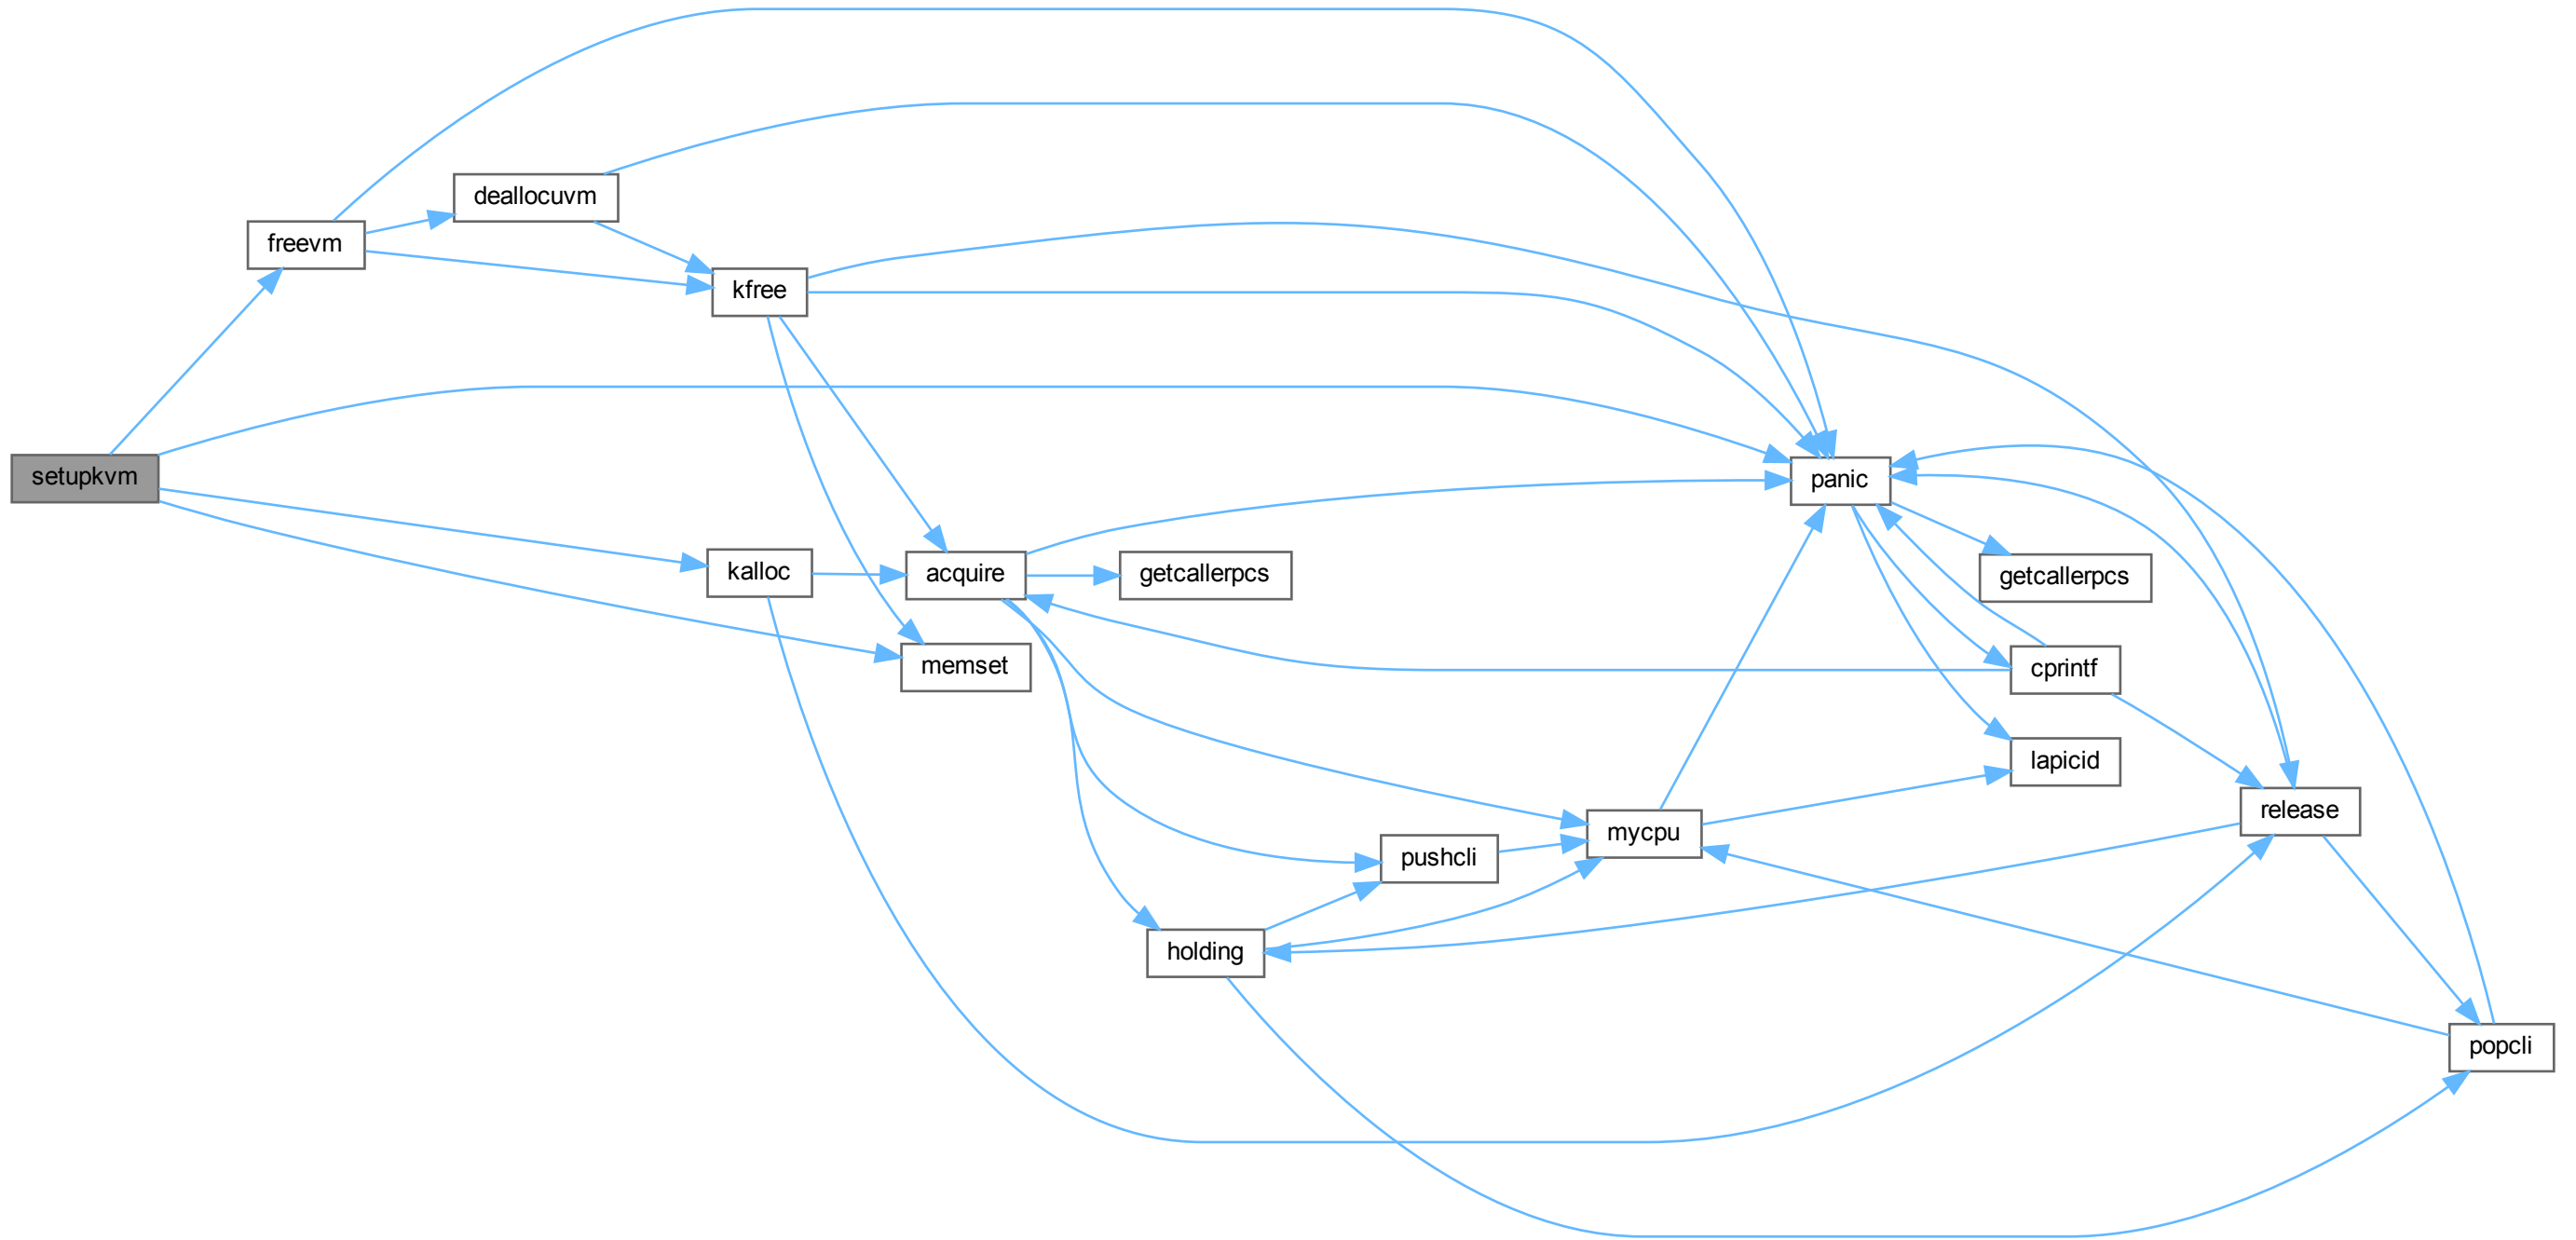 deallocuvm
freevm
kfree
setupkvm
panic
kalloc
acquire
getcallerpcs
getcallerpcs
memset
cprintf
lapicid
release
mycpu
pushcli
holding
popcli